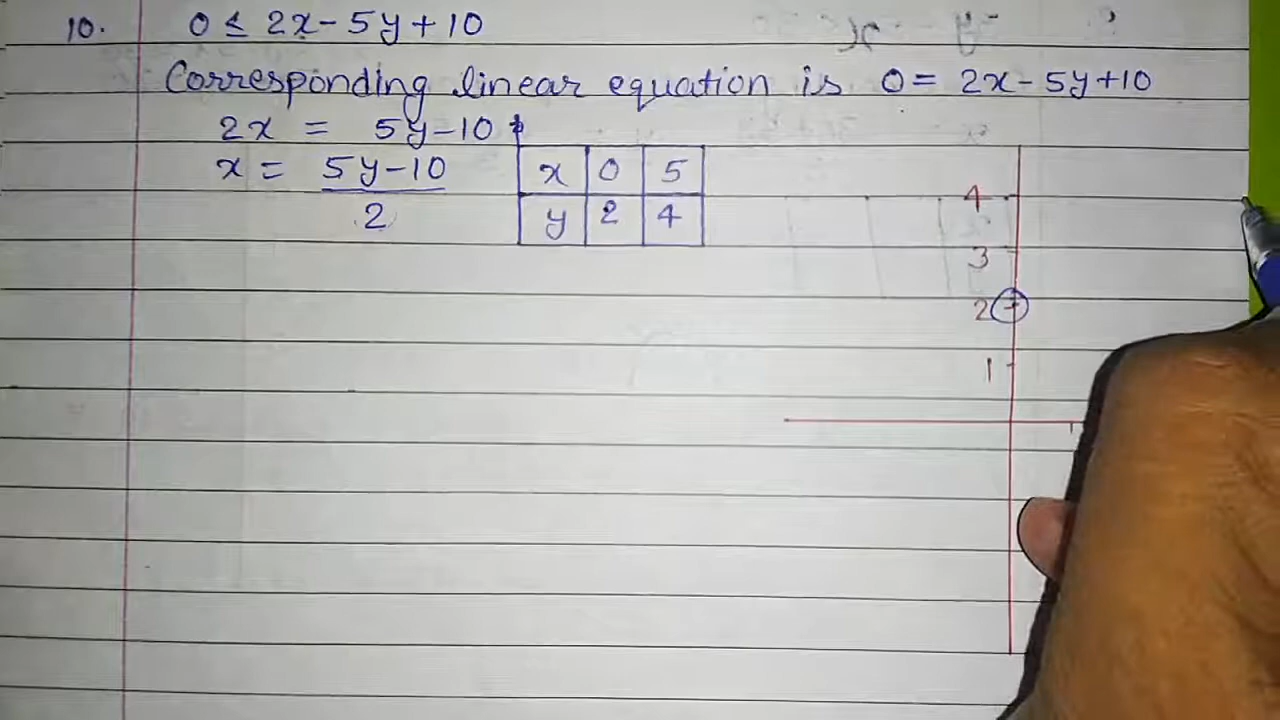 10. 0 ≤ 2x - 5y + 10
Corresponding linear equation is 0 = 2x - 5y + 10
2x = 5y - 10
x = 5y - 10
2
x 0 5
y 2 4
4
3
2
1